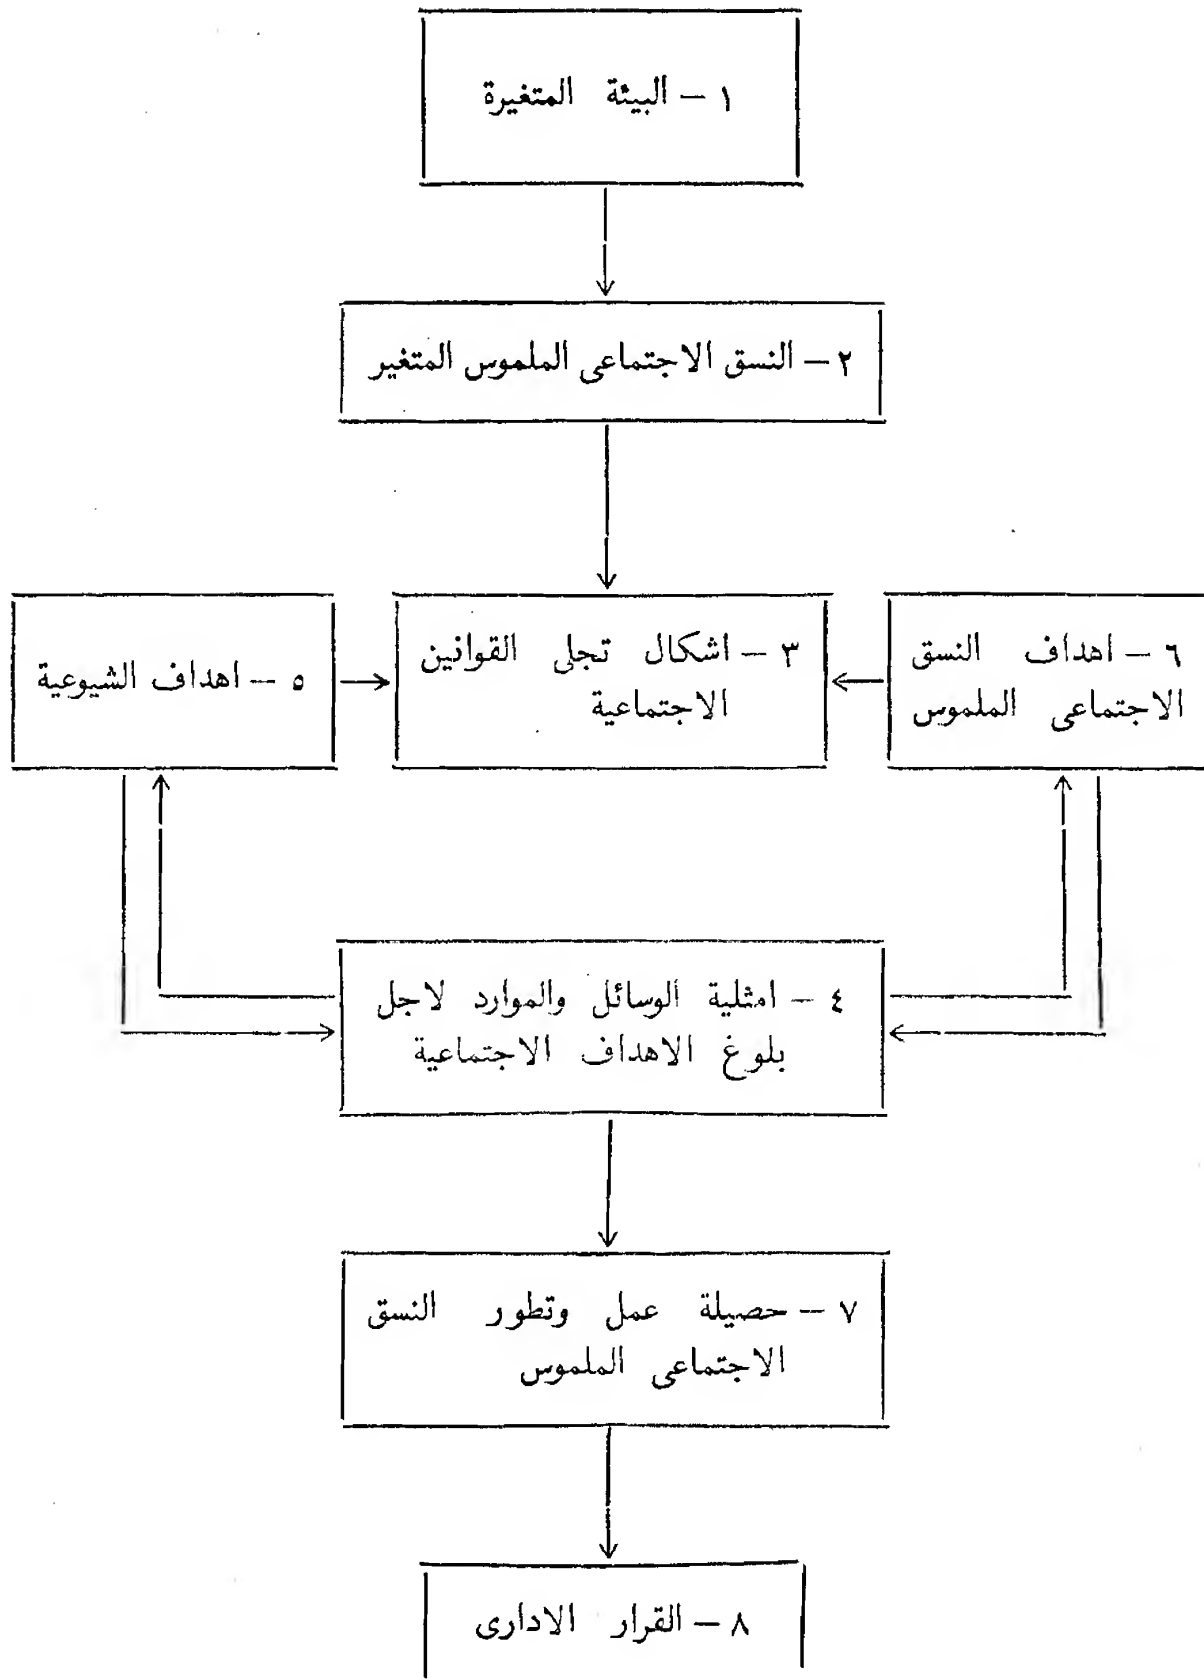 ١ – البيئة المتغيرة
٢ – النسق الاجتماعى الملموس المتغير
٦ – اهداف النسق
الاجتماعى الملموس
٣ – اشكال تجلى القوانين
الاجتماعية
٥ – اهداف الشيوعية
٤ – امثلية الوسائل والموارد لاجل
بلوغ الاهداف الاجتماعية
٧ – حصيلة عمل وتطور النسق
الاجتماعى الملموس
٨ – القرار الادارى